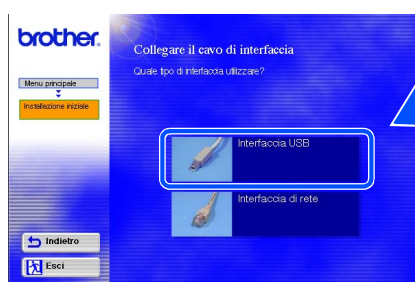 brother.
Collegare il cavo di interfaccia
Quale tipo di interfaccia utilizzare?
Menu principale
Installazione iniziale
Interfaccia USB
Interfaccia di rete
Indietro
Esci